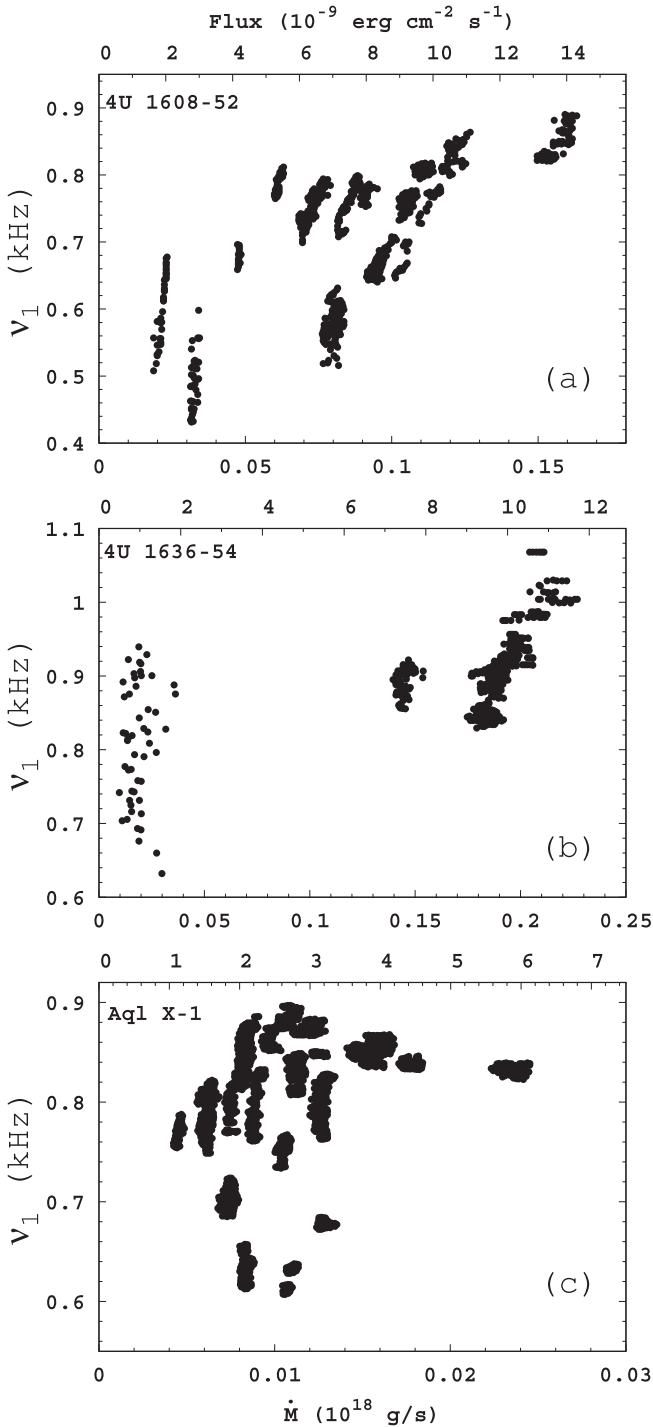 Flux (10⁻⁹ erg cm⁻² s⁻¹)
0 2 4 6 8 10 12 14
4U 1608-52
0.9
0.8
0.7
0.6
0.5
0.4
ν₁ (kHz)
(a)
0 0.05 0.1 0.15
0 2 4 6 8 10 12
4U 1636-54
1.1
1
0.9
0.8
0.7
0.6
ν₁ (kHz)
(b)
0 0.05 0.1 0.15 0.2 0.25
0 1 2 3 4 5 6 7
Aql X-1
0.9
0.8
0.7
0.6
ν₁ (kHz)
(c)
0 0.01 0.02 0.03
Ṁ (10¹⁸ g/s)